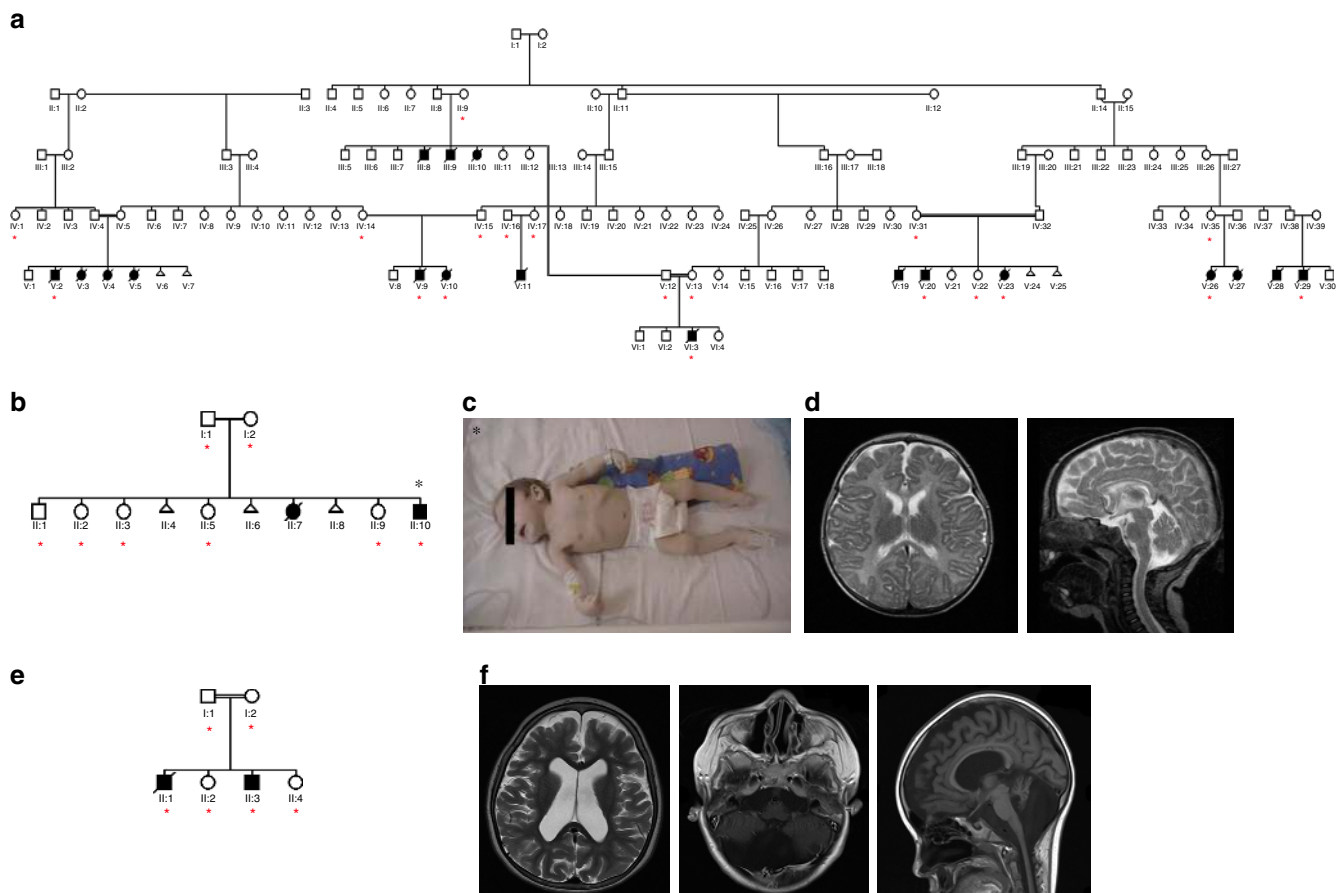 a
I:1 I:2
II:1 II:2 II:3 II:4 II:5 II:6 II:7 II:8 II:9 II:10 II:11 II:12 II:14 II:15
*
III:1 III:2 III:3 III:4 III:5 III:6 III:7 III:8 III:9 III:10 III:11 III:12 III:13 III:14 III:15 III:16 III:17 III:18 III:19 III:20 III:21 III:22 III:23 III:24 III:25 III:26 III:27
IV:1 IV:2 IV:3 IV:4 IV:5 IV:6 IV:7 IV:8 IV:9 IV:10 IV:11 IV:12 IV:13 IV:14 IV:15 IV:16 IV:17 IV:18 IV:19 IV:20 IV:21 IV:22 IV:23 IV:24 IV:25 IV:26 IV:27 IV:28 IV:29 IV:30 IV:31 IV:32 IV:33 IV:34 IV:35 IV:36 IV:37 IV:38 IV:39
* * * * * * *
V:1 V:2 V:3 V:4 V:5 V:6 V:7 V:8 V:9 V:10 V:11 V:12 V:13 V:14 V:15 V:16 V:17 V:18 V:19 V:20 V:21 V:22 V:23 V:24 V:25 V:26 V:27 V:28 V:29 V:30
* * * * * * * * * *
VI:1 VI:2 VI:3 VI:4
*
b
I:1 I:2
* *
*
II:1 II:2 II:3 II:4 II:5 II:6 II:7 II:8 II:9 II:10
* * * * * *
c
*
d
e
I:1 I:2
* *
II:1 II:2 II:3 II:4
* * * *
f